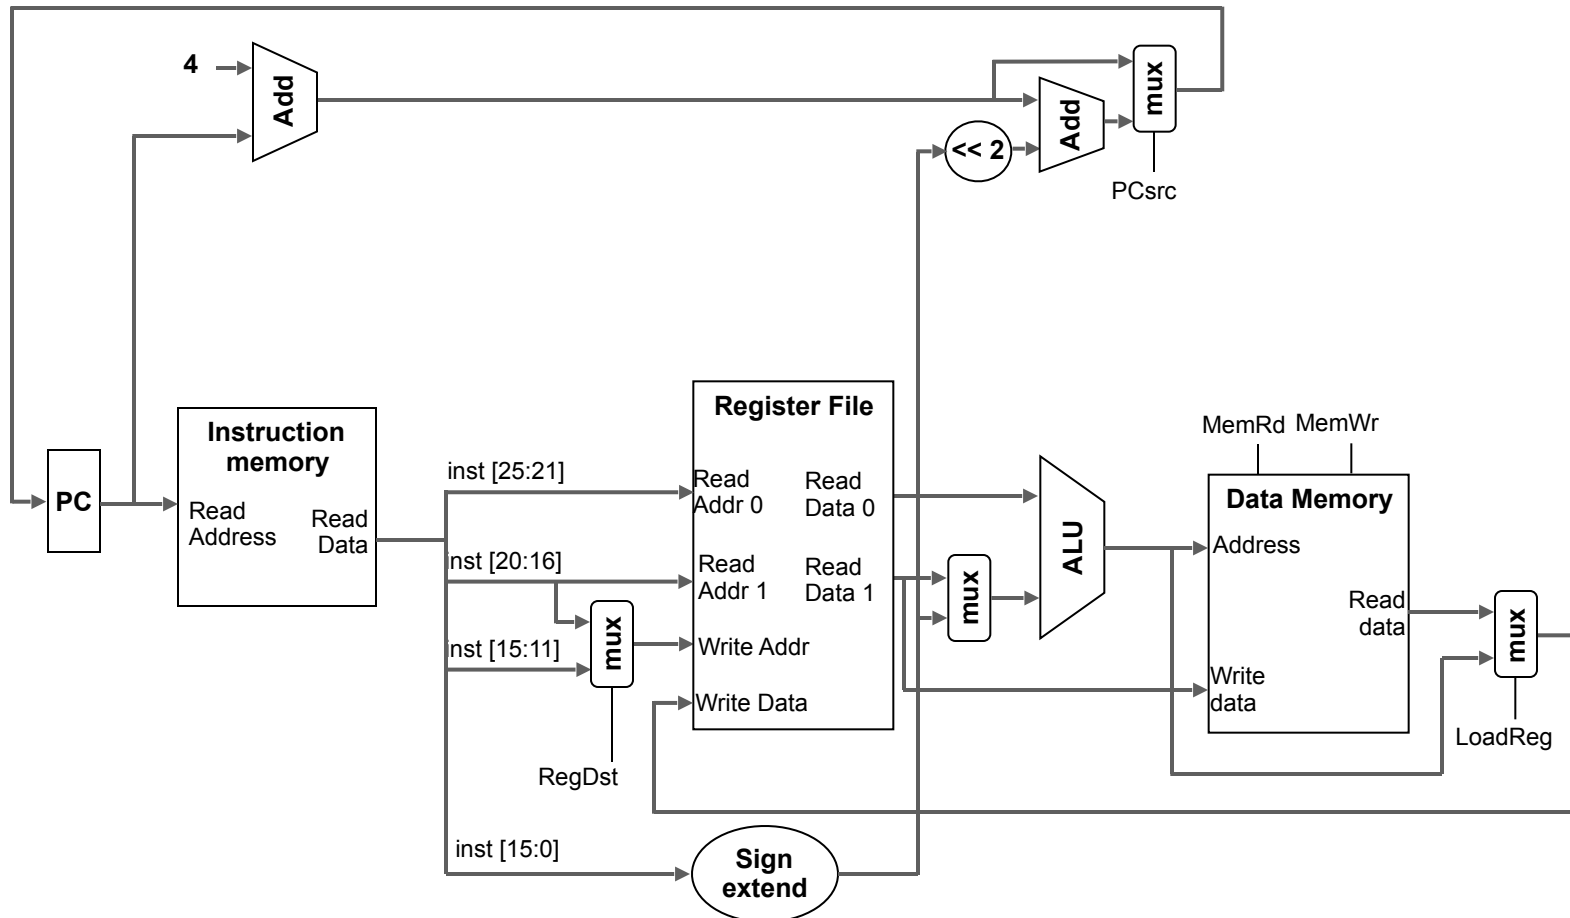 4
Add
mux
Add
<< 2
PCsrc
Register File
Instruction
memory
MemRd
MemWr
inst [25:21]
Read
Addr 0
Read
Data 0
PC
Read
Address
Read
Data
Data Memory
ALU
Address
inst [20:16]
Read
Addr 1
Read
Data 1
mux
Read
data
mux
mux
inst [15:11]
Write Addr
Write
data
Write Data
LoadReg
RegDst
inst [15:0]
Sign
extend